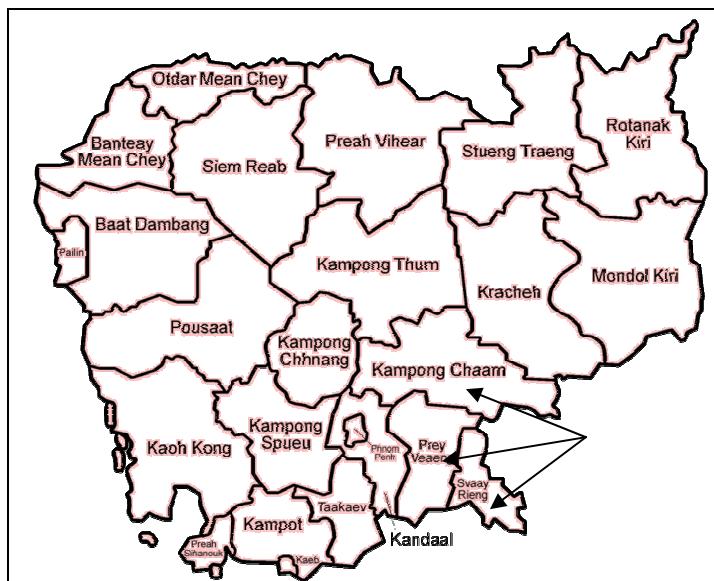 Otdar Mean Chey
Banteay
Mean Chey
Siem Reab
Preah Vihear
Stueng Traeng
Rotanak
Kiri
Baat Dambang
Pailin
Kampong Thum
Kracheh
Mondol Kiri
Pousaat
Kampong
Chhnang
Kampong Chaam
Kaoh Kong
Kampong
Spueu
Phnom
Penh
Prey
Veaeng
Svaay
Rieng
Taakaev
Kampot
Kandaal
Preah
Sihanouk
Kaeb